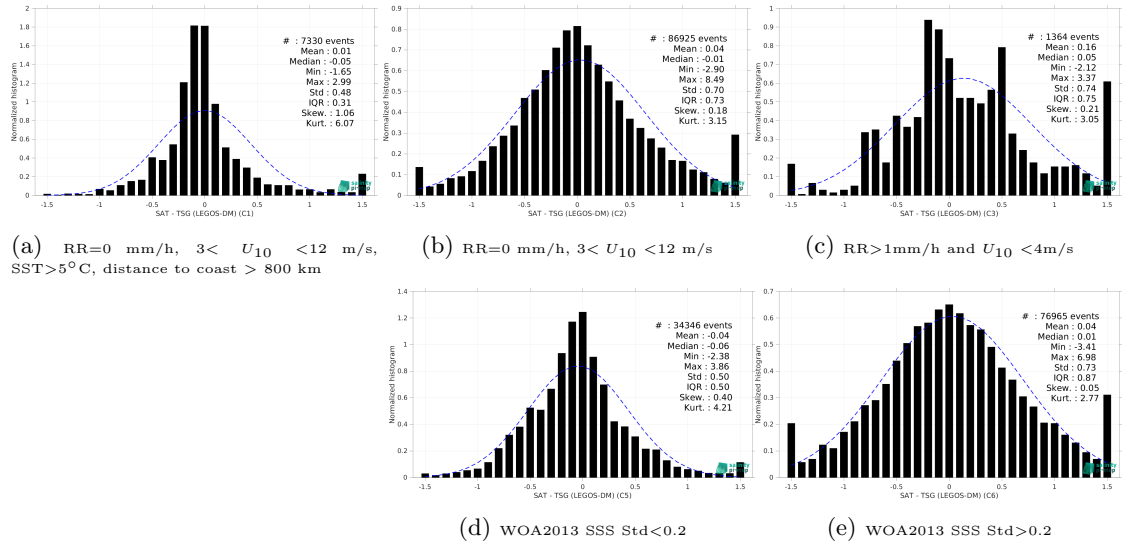 2
1.8
1.6
1.4
1.2
1
0.8
0.6
0.4
0.2
0
Normalized histogram
# : 7330 events
Mean : 0.01
Median : -0.05
Min : -1.65
Max : 2.99
Std : 0.48
IQR : 0.31
Skew. : 1.06
Kurt. : 6.07
-1.5 -1 -0.5 0 0.5 1 1.5
SAT - TSG (LEGOS-DM) (C1)
(a) RR=0 mm/h, 3< U10 <12 m/s,
SST>5°C, distance to coast > 800 km
0.9
0.8
0.7
0.6
0.5
0.4
0.3
0.2
0.1
0
Normalized histogram
# : 86925 events
Mean : 0.04
Median : -0.01
Min : -2.90
Max : 8.49
Std : 0.70
IQR : 0.73
Skew. : 0.18
Kurt. : 3.15
-1.5 -1 -0.5 0 0.5 1 1.5
SAT - TSG (LEGOS-DM) (C2)
(b) RR=0 mm/h, 3< U10 <12 m/s
1
0.9
0.8
0.7
0.6
0.5
0.4
0.3
0.2
0.1
0
Normalized histogram
# : 1364 events
Mean : 0.16
Median : 0.05
Min : -2.12
Max : 3.37
Std : 0.74
IQR : 0.75
Skew. : 0.21
Kurt. : 3.05
-1.5 -1 -0.5 0 0.5 1 1.5
SAT - TSG (LEGOS-DM) (C3)
(c) RR>1mm/h and U10 <4m/s
1.4
1.2
1
0.8
0.6
0.4
0.2
0
Normalized histogram
# : 34346 events
Mean : -0.04
Median : -0.06
Min : -2.38
Max : 3.86
Std : 0.50
IQR : 0.50
Skew. : 0.40
Kurt. : 4.21
-1.5 -1 -0.5 0 0.5 1 1.5
SAT - TSG (LEGOS-DM) (C5)
(d) WOA2013 SSS Std<0.2
0.7
0.6
0.5
0.4
0.3
0.2
0.1
0
Normalized histogram
# : 76965 events
Mean : 0.04
Median : 0.01
Min : -3.41
Max : 6.98
Std : 0.73
IQR : 0.87
Skew. : 0.05
Kurt. : 2.77
-1.5 -1 -0.5 0 0.5 1 1.5
SAT - TSG (LEGOS-DM) (C6)
(e) WOA2013 SSS Std>0.2